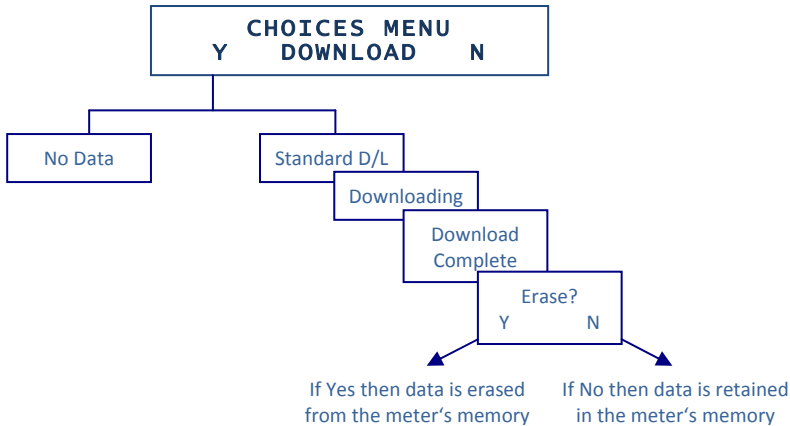 CHOICES MENU
Y DOWNLOAD N
No Data
Standard D/L
Downloading
Download
Complete
Erase?
Y N
If Yes then data is erased
from the meter‘s memory
If No then data is retained
in the meter‘s memory